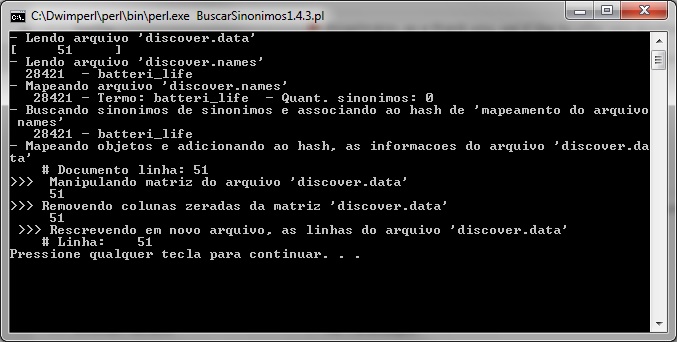 C:\Dwimperl\perl\bin\perl.exe BuscarSinonimos1.4.3.pl
- Lendo arquivo 'discover.data'
[     51     ]
- Lendo arquivo 'discover.names'
  28421  - batteri_life
- Mapeando arquivo 'discover.names'
   28421 - Termo: batteri_life  - Quant. sinonimos: 0
- Buscando sinonimos de sinonimos e associando ao hash de 'mapeamento do arquivo
 names'
   28421 - batteri_life
- Mapeando objetos e adicionando ao hash, as informacoes do arquivo 'discover.da
ta'
    # Documento linha: 51
>>>  Manipulando matriz do arquivo 'discover.data'
     51
>>> Removendo colunas zeradas da matriz 'discover.data'
     51
 >>> Rescrevendo em novo arquivo, as linhas do arquivo 'discover.data'
    # Linha:    51
Pressione qualquer tecla para continuar. . .